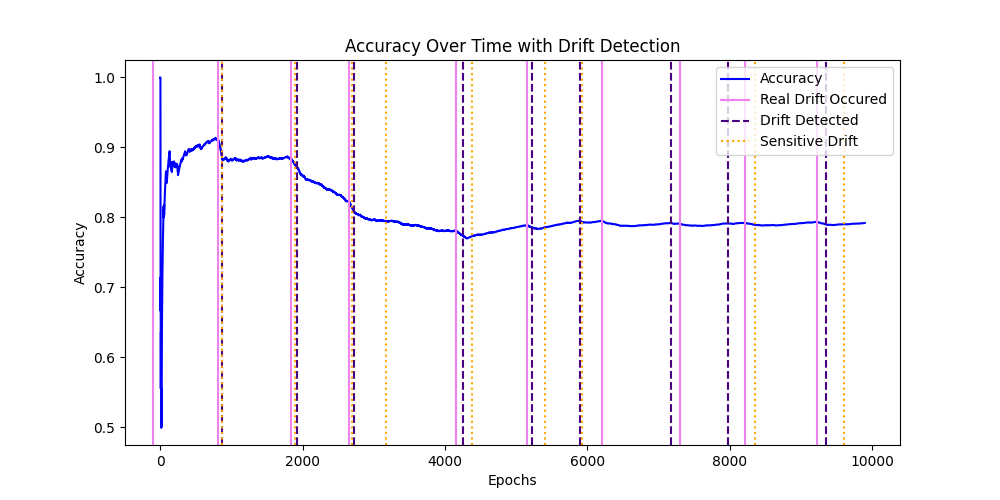 Accuracy Over Time with Drift Detection
Accuracy
Real Drift Occured
Drift Detected
Sensitive Drift
1.0
0.9
0.8
0.7
0.6
0.5
Accuracy
0
2000
4000
6000
8000
10000
Epochs